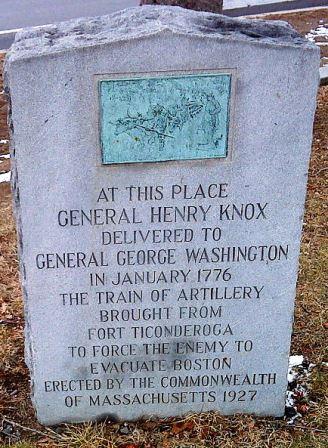 AT THIS PLACE
GENERAL HENRY KNOX
DELIVERED TO
GENERAL GEORGE WASHINGTON
IN JANUARY 1776
THE TRAIN OF ARTILLERY
BROUGHT FROM
FORT TICONDEROGA
TO FORCE THE ENEMY TO
EVACUATE BOSTON
ERECTED BY THE COMMONWEALTH
OF MASSACHUSETTS 1927